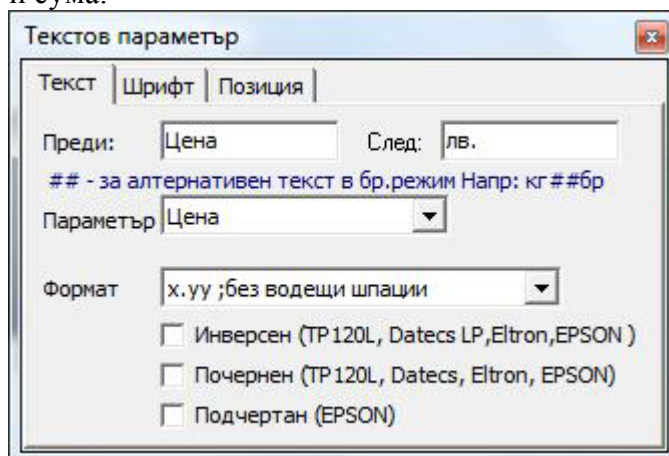 и сума.
Текстов параметър
Текст Шрифт Позиция
Преди: Цена След: лв.
## - за алтернативен текст в бр.режим Напр: кг##бр
Параметър Цена
Формат х.уу ;без водещи шпации
Инверсен (TP120L, Datecs LP,Eltron,EPSON )
Почернен (TP120L, Datecs, Eltron, EPSON)
Подчертан (EPSON)